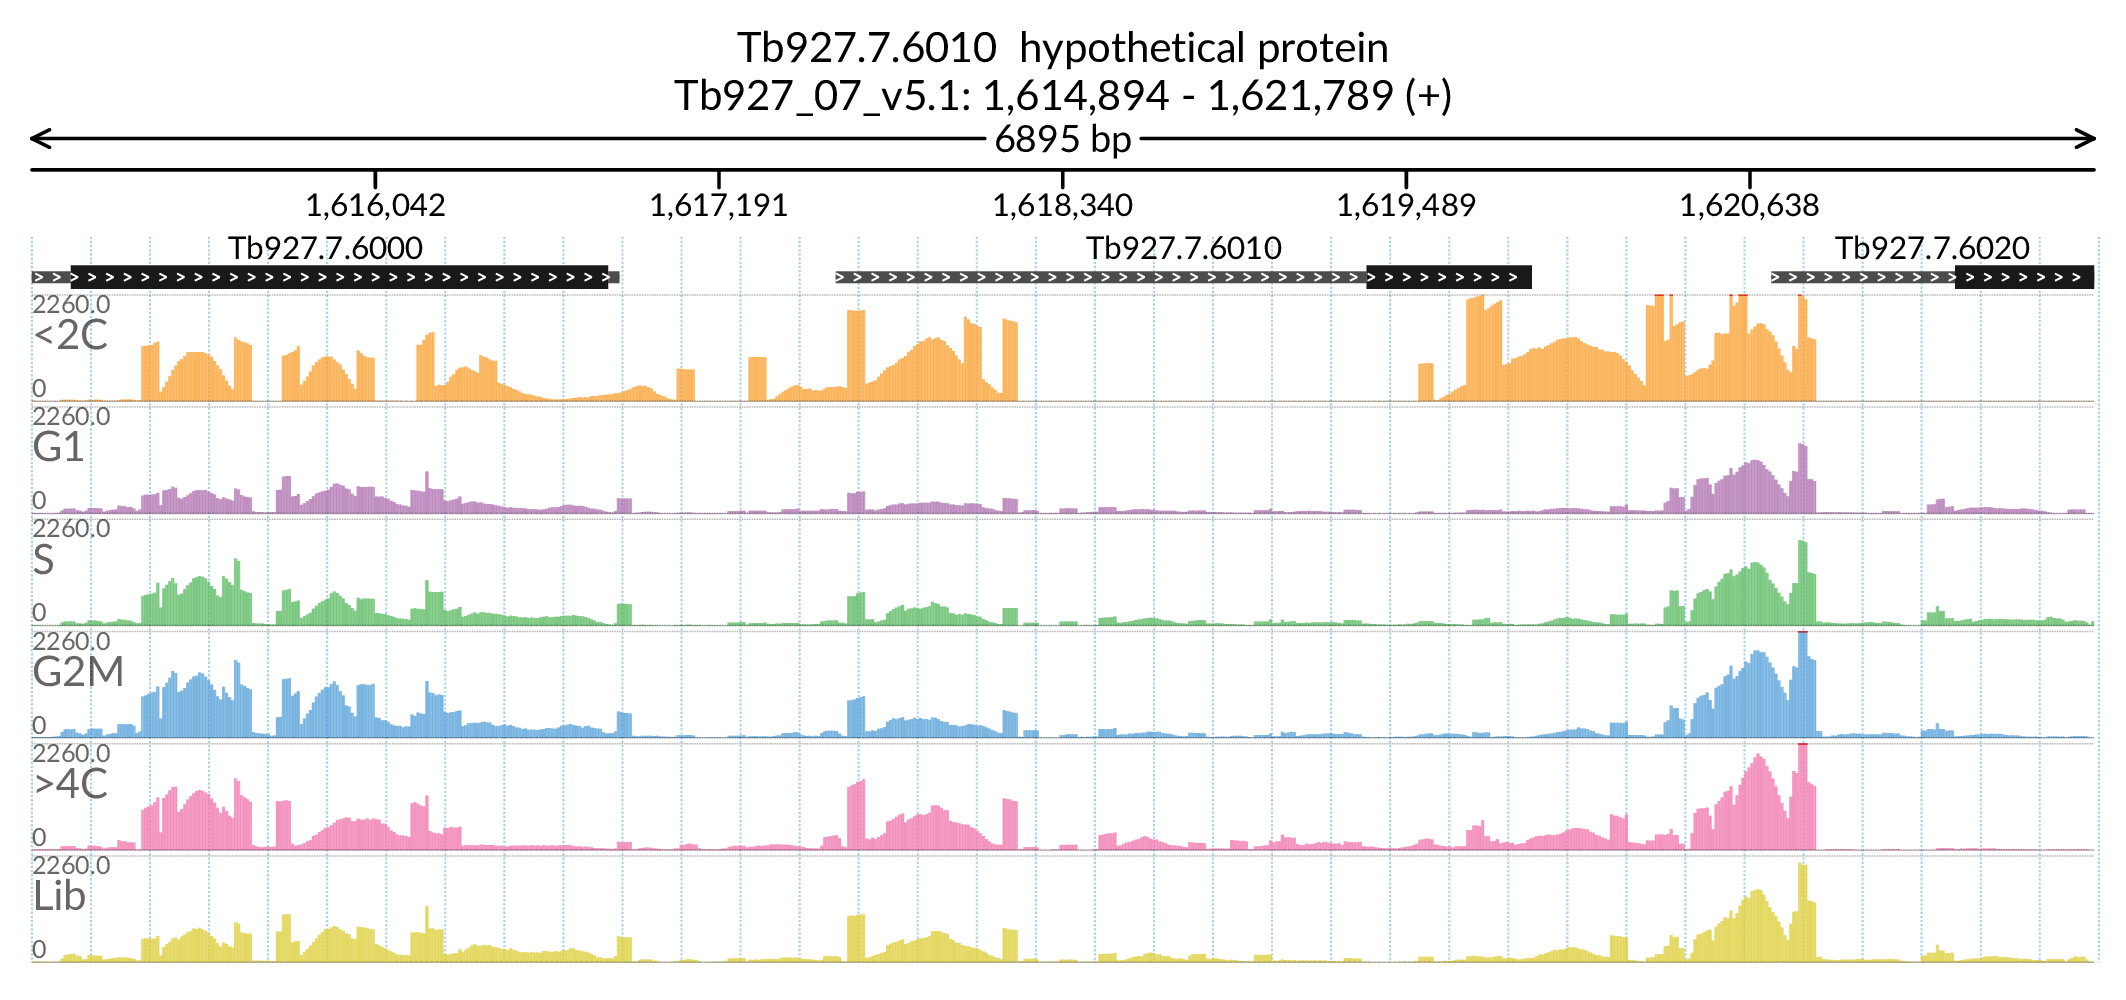 Tb927.7.6010 hypothetical protein
Tb927_07_v5.1: 1,614,894 - 1,621,789 (+)
6895 bp
1,616,042 1,617,191 1,618,340 1,619,489 1,620,638
Tb927.7.6000 Tb927.7.6010 Tb927.7.6020
2260.0
<2C
0
2260.0
G1
0
2260.0
S
0
2260.0
G2M
0
2260.0
>4C
0
2260.0
Lib
0